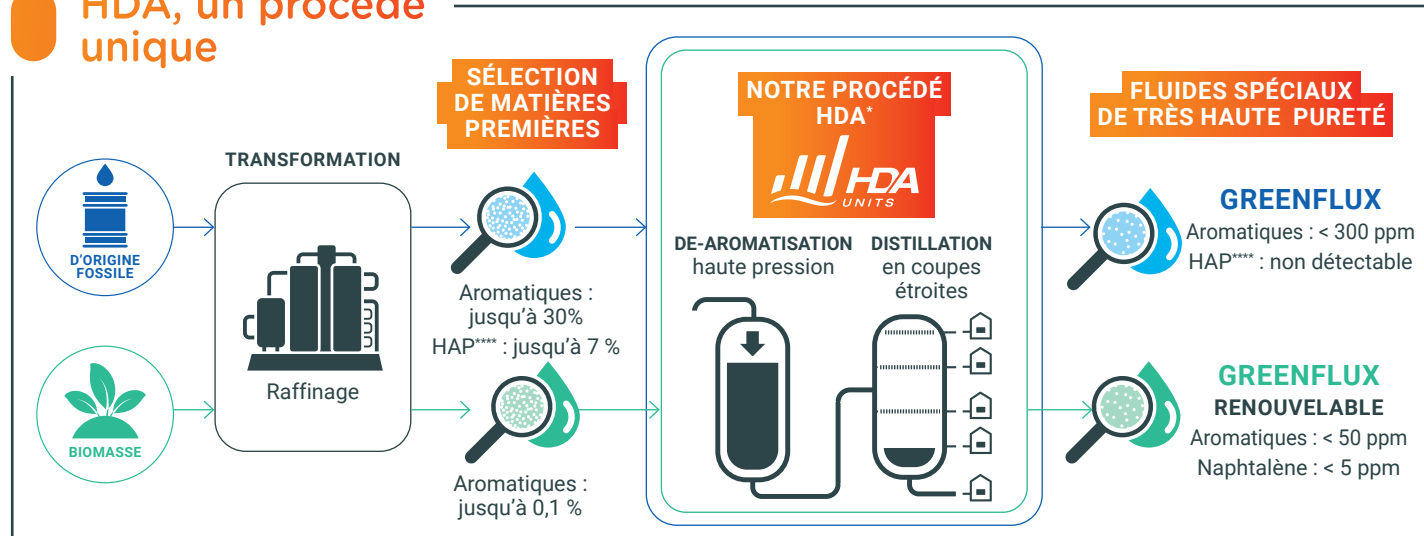 HDA, un procédé
unique
D'ORIGINE
FOSSILE
BIOMASSE
TRANSFORMATION
Raffinage
SÉLECTION
DE MATIÈRES
PREMIÈRES
Aromatiques :
jusqu'à 30%
HAP**** : jusqu'à 7 %
Aromatiques :
jusqu'à 0,1 %
NOTRE PROCÉDÉ
HDA*
HDA
UNITS
DE-AROMATISATION
haute pression
DISTILLATION
en coupes
étroites
FLUIDES SPÉCIAUX
DE TRÈS HAUTE PURETÉ
GREENFLUX
Aromatiques : < 300 ppm
HAP**** : non détectable
GREENFLUX
RENOUVELABLE
Aromatiques : < 50 ppm
Naphtalène : < 5 ppm